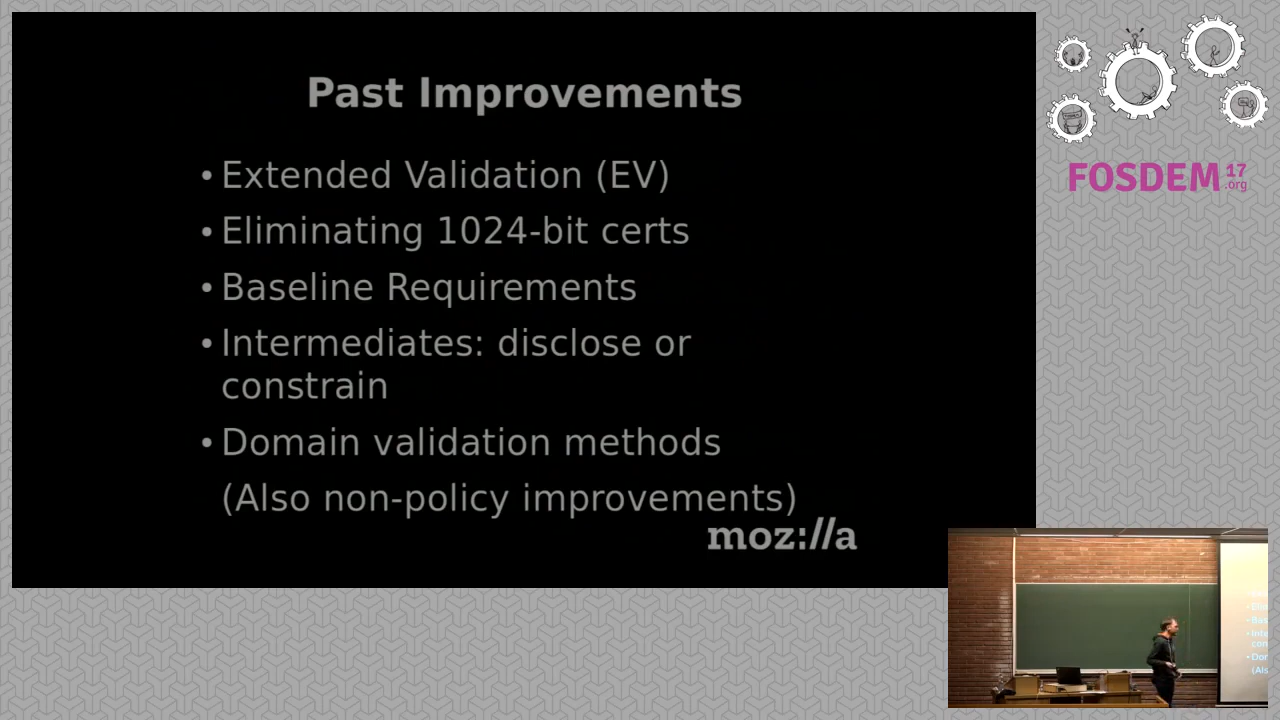 Past Improvements
• Extended Validation (EV)
• Eliminating 1024-bit certs
• Baseline Requirements
• Intermediates: disclose or
constrain
• Domain validation methods
(Also non-policy improvements)
moz://a
FOSDEM 17
.org